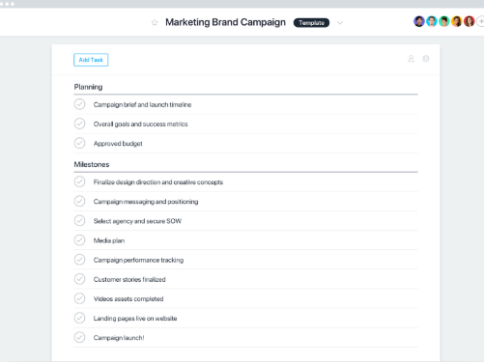 Marketing Brand Campaign
Template
Add Task
Planning
Campaign brief and launch timeline
Overall goals and success metrics
Approved budget
Milestones
Finalize design direction and creative concepts
Campaign messaging and positioning
Select agency and secure SOW
Media plan
Campaign performance tracking
Customer stories finalized
Videos assets completed
Landing pages live on website
Campaign launch!